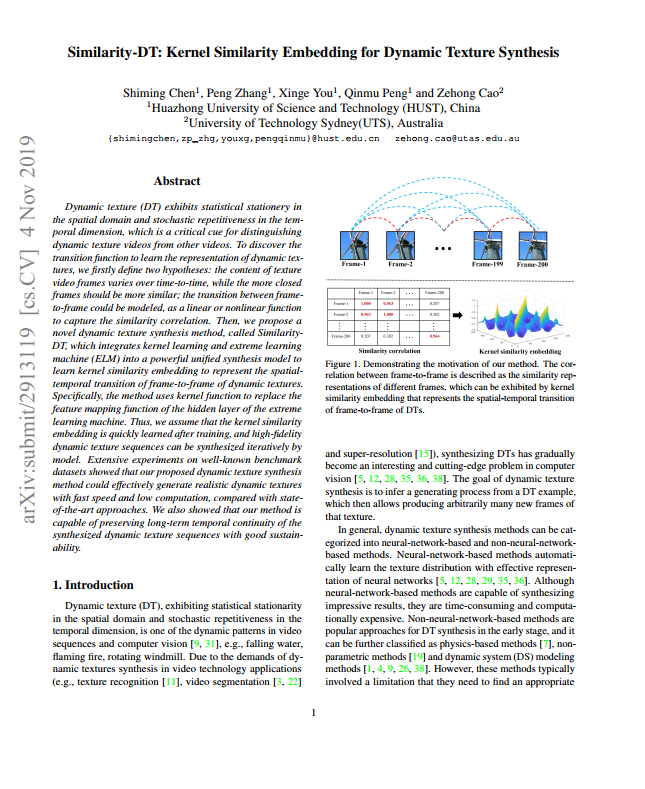 Similarity-DT: Kernel Similarity Embedding for Dynamic Texture Synthesis
Shiming Chen1, Peng Zhang1, Xinge You1, Qinmu Peng1 and Zehong Cao2
1Huazhong University of Science and Technology (HUST), China
2University of Technology Sydney(UTS), Australia
{shimingchen,zp_zhg,youxg,pengqinmu}@hust.edu.cn zehong.cao@utas.edu.au
arXiv:submit/2913119 [cs.CV] 4 Nov 2019
Abstract
Dynamic texture (DT) exhibits statistical stationery in
the spatial domain and stochastic repetitiveness in the tem-
poral dimension, which is a critical cue for distinguishing
dynamic texture videos from other videos. To discover the
transition function to learn the representation of dynamic tex-
tures, we firstly define two hypotheses: the content of texture
video frames varies over time-to-time, while the more closed
frames should be more similar; the transition between frame-
to-frame could be modeled, as a linear or nonlinear function
to capture the similarity correlation. Then, we propose a
novel dynamic texture synthesis method, called Similarity-
DT, which integrates kernel learning and extreme learning
machine (ELM) into a powerful unified synthesis model to
learn kernel similarity embedding to represent the spatial-
temporal transition of frame-to-frame of dynamic textures.
Specifically, the method uses kernel function to replace the
feature mapping function of the hidden layer of the extreme
learning machine. Thus, we assume that the kernel similarity
embedding is quickly learned after training, and high-fidelity
dynamic texture sequences can be synthesized iteratively by
model. Extensive experiments on well-known benchmark
datasets showed that our proposed dynamic texture synthesis
method could effectively generate realistic dynamic textures
with fast speed and low computation, compared with state-
of-the-art approaches. We also showed that our method is
capable of preserving long-term temporal continuity of the
synthesized dynamic texture sequences with good sustain-
ability.
1. Introduction
Dynamic texture (DT), exhibiting statistical stationarity
in the spatial domain and stochastic repetitiveness in the
temporal dimension, is one of the dynamic patterns in video
sequences and computer vision [9, 31], e.g., falling water,
flaming fire, rotating windmill. Due to the demands of dy-
namic textures synthesis in video technology applications
(e.g., texture recognition [11], video segmentation [3, 22]
Frame-1 Frame-2 ... Frame-199 Frame-200
Frame-1 Frame-2 ... Frame-200
Frame-1 1.000 0.865 ... 0.207
Frame-2 0.865 1.000 ... 0.302
Frame-200 0.207 0.302 ... 0.964
Similarity correlation
Kernel similarity embedding
Figure 1. Demonstrating the motivation of our method. The cor-
relation between frame-to-frame is described as the similarity rep-
resentations of different frames, which can be exhibited by kernel
similarity embedding that represents the spatial-temporal transition
of frame-to-frame of DTs.
and super-resolution [15]), synthesizing DTs has gradually
become an interesting and cutting-edge problem in computer
vision [5, 12, 28, 35, 36, 38]. The goal of dynamic texture
synthesis is to infer a generating process from a DT example,
which then allows producing arbitrarily many new frames of
that texture.
In general, dynamic texture synthesis methods can be cat-
egorized into neural-network-based and non-neural-network-
based methods. Neural-network-based methods automati-
cally learn the texture distribution with effective represen-
tation of neural networks [5, 12, 28, 29, 35, 36]. Although
neural-network-based methods are capable of synthesizing
impressive results, they are time-consuming and computa-
tionally expensive. Non-neural-network-based methods are
popular approaches for DT synthesis in the early stage, and it
can be further classified as physics-based methods [7], non-
parametric methods [19] and dynamic system (DS) modeling
methods [1, 4, 9, 26, 38]. However, these methods typically
involved a limitation that they need to find an appropriate
1